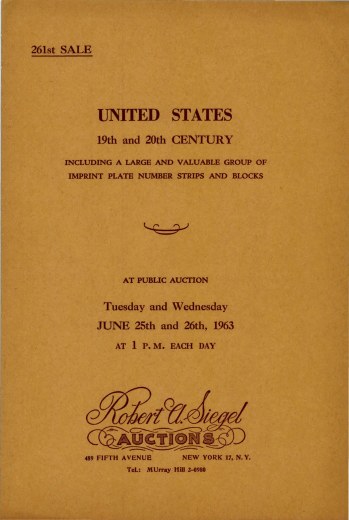 261st SALE
UNITED STATES
19th and 20th CENTURY
INCLUDING A LARGE AND VALUABLE GROUP OF
IMPRINT PLATE NUMBER STRIPS AND BLOCKS
AT PUBLIC AUCTION
Tuesday and Wednesday
JUNE 25th and 26th, 1963
AT 1 P. M. EACH DAY
Robert A. Siegel
AUCTIONS
489 FIFTH AVENUE NEW YORK 17, N. Y.
Tel: MUrray Hill 2-0980